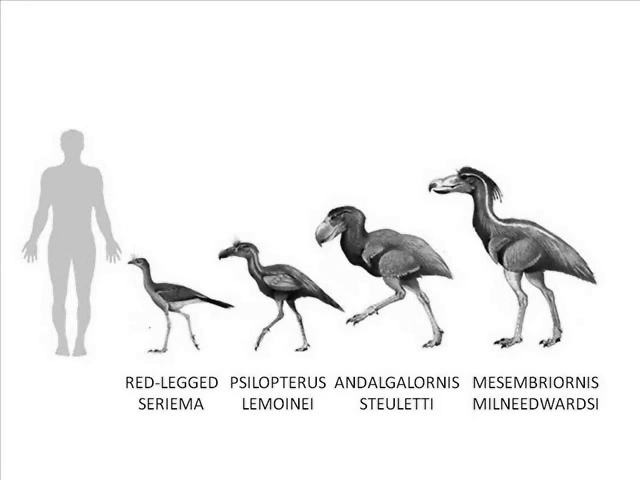 RED-LEGGED
SERIEMA
PSILOPTERUS
LEMOINEI
ANDALGALORNIS
STEULETTI
MESEMBRIORNIS
MILNEEDWARDSI